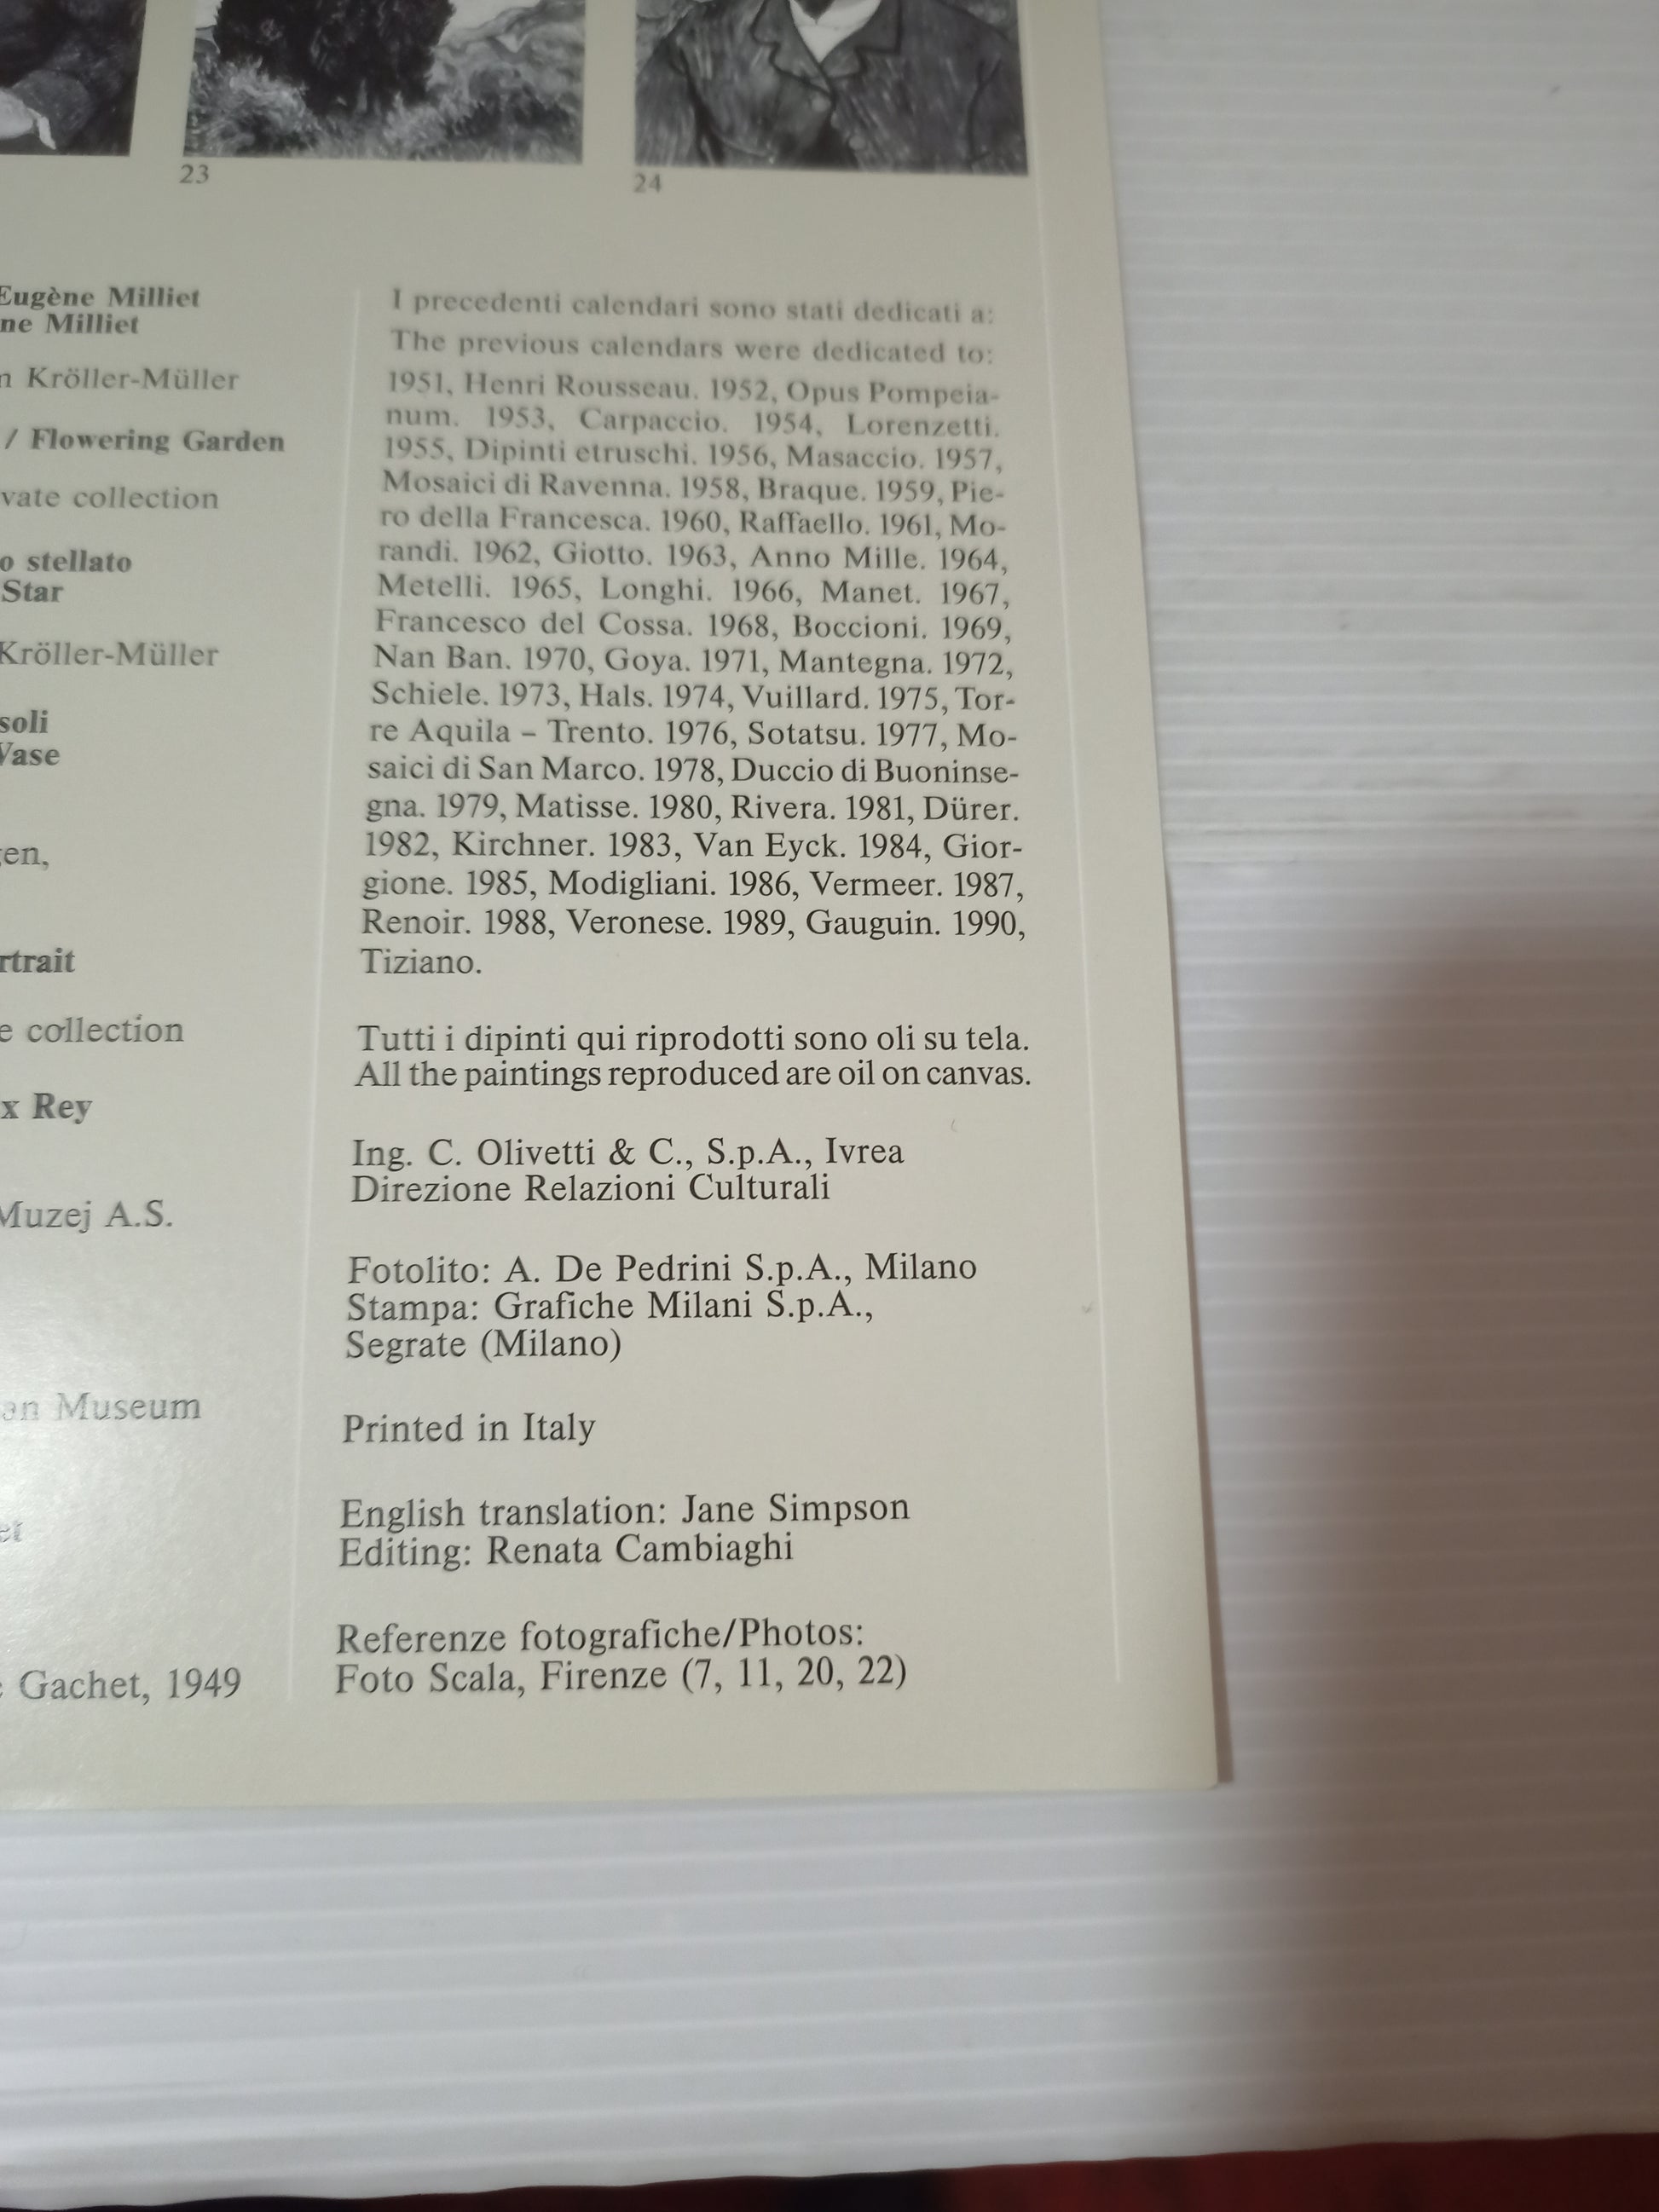 23
24
Eugène Milliet
ne Milliet
Kröller-Müller
/ Flowering Garden
vate collection
o stellato
Star
Kröller-Müller
soli
Vase
en,
rtrait
e collection
x Rey
Muzej A.S.
an Museum
Gachet, 1949
I precedenti calendari sono stati dedicati a:
The previous calendars were dedicated to:
1951, Henri Rousseau. 1952, Opus Pompeia-
num. 1953, Carpaccio. 1954, Lorenzetti.
1955, Dipinti etruschi. 1956, Masaccio. 1957,
Mosaici di Ravenna. 1958, Braque. 1959, Pie-
ro della Francesca. 1960, Raffaello. 1961, Mo-
randi. 1962, Giotto. 1963, Anno Mille. 1964,
Metelli. 1965, Longhi. 1966, Manet. 1967,
Francesco del Cossa. 1968, Boccioni. 1969,
Nan Ban. 1970, Goya. 1971, Mantegna. 1972,
Schiele. 1973, Hals. 1974, Vuillard. 1975, Tor-
re Aquila – Trento. 1976, Sotatsu. 1977, Mo-
saici di San Marco. 1978, Duccio di Buoninse-
gna. 1979, Matisse. 1980, Rivera. 1981, Dürer.
1982, Kirchner. 1983, Van Eyck. 1984, Gior-
gione. 1985, Modigliani. 1986, Vermeer. 1987,
Renoir. 1988, Veronese. 1989, Gauguin. 1990,
Tiziano.
Tutti i dipinti qui riprodotti sono oli su tela.
All the paintings reproduced are oil on canvas.
Ing. C. Olivetti & C., S.p.A., Ivrea
Direzione Relazioni Culturali
Fotolito: A. De Pedrini S.p.A., Milano
Stampa: Grafiche Milani S.p.A.,
Segrate (Milano)
Printed in Italy
English translation: Jane Simpson
Editing: Renata Cambiaghi
Referenze fotografiche/Photos:
Foto Scala, Firenze (7, 11, 20, 22)